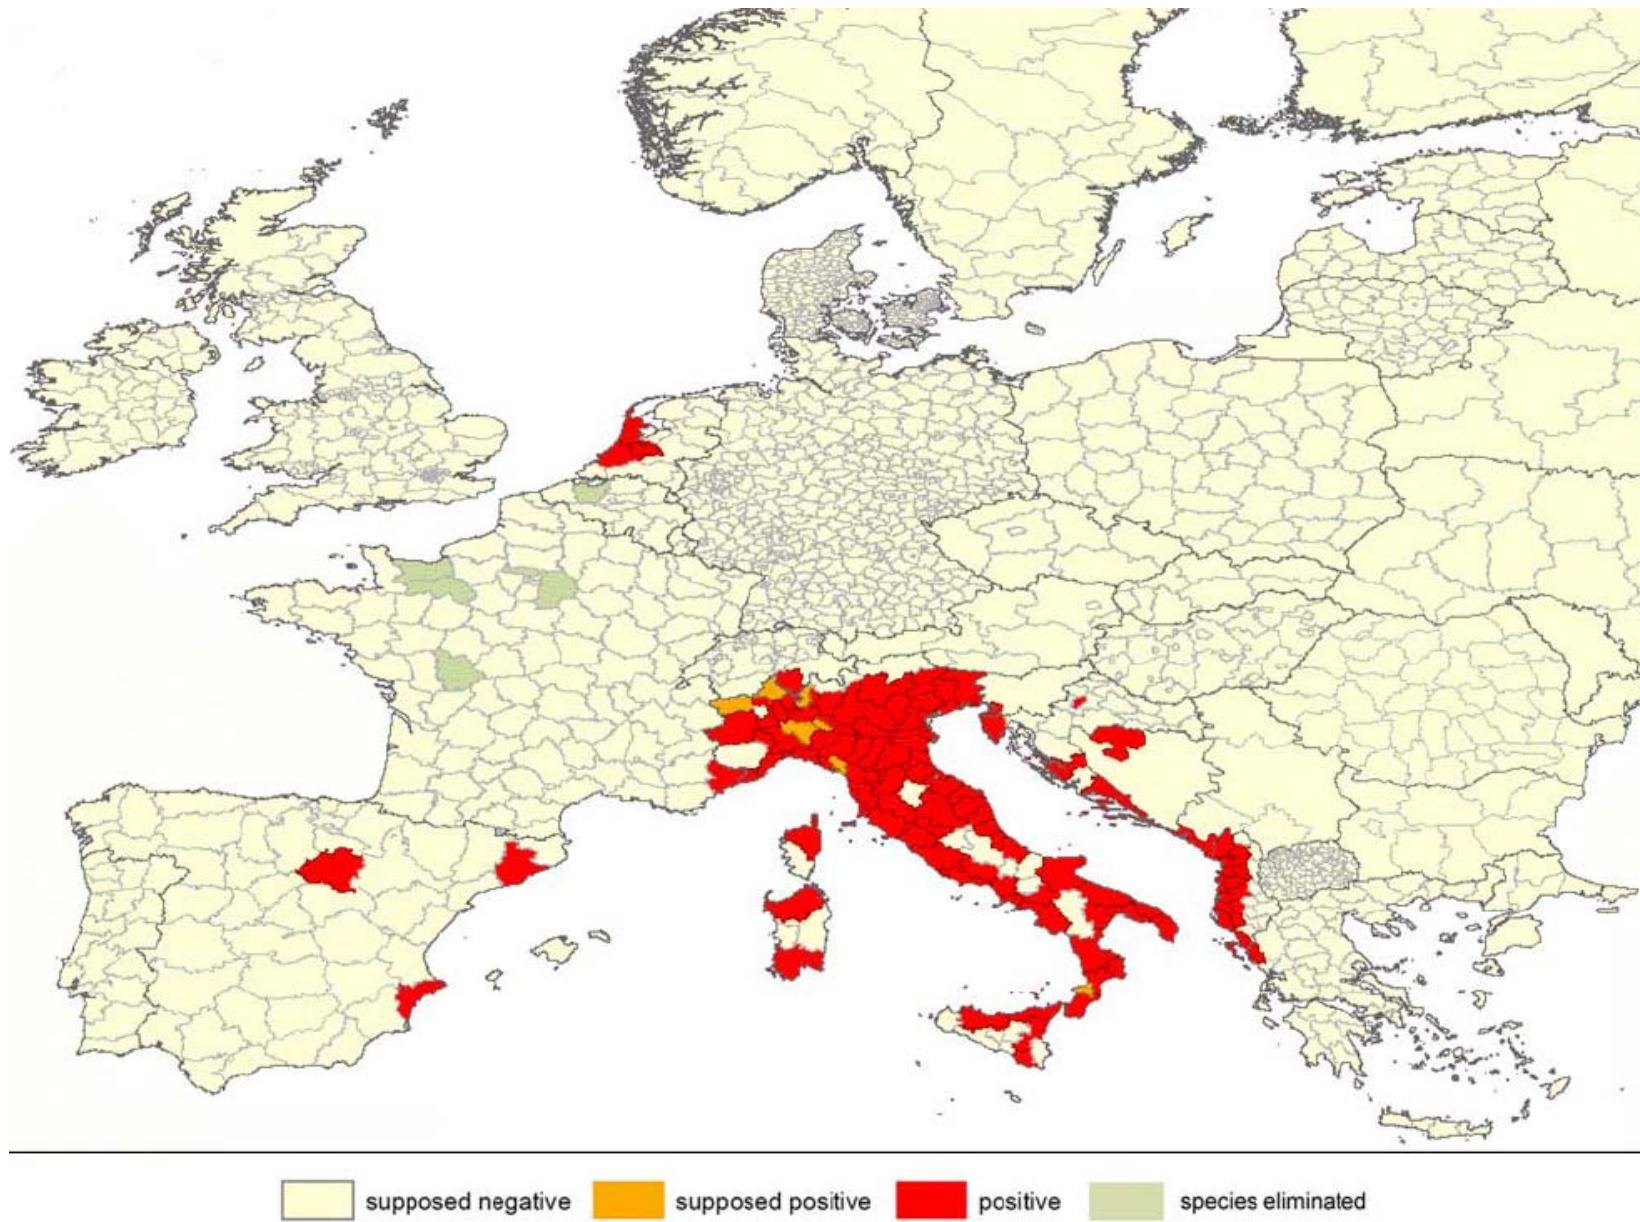 supposed negative
supposed positive
positive
species eliminated